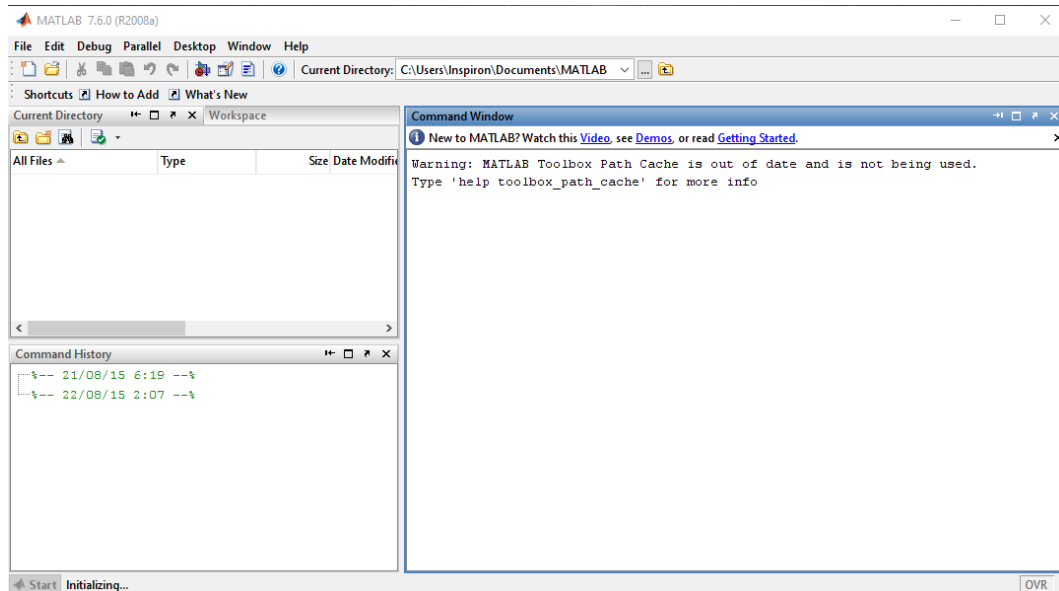 MATLAB 7.6.0 (R2008a)
File Edit Debug Parallel Desktop Window Help
Current Directory: C:\Users\Inspiron\Documents\MATLAB ...
Shortcuts How to Add What's New
Current Directory Workspace
All Files Type Size Date Modifie
Command History
%-- 21/08/15 6:19 --%
%-- 22/08/15 2:07 --%
Command Window
New to MATLAB? Watch this Video, see Demos, or read Getting Started.
Warning: MATLAB Toolbox Path Cache is out of date and is not being used.
Type 'help toolbox_path_cache' for more info
Start Initializing...
OVR